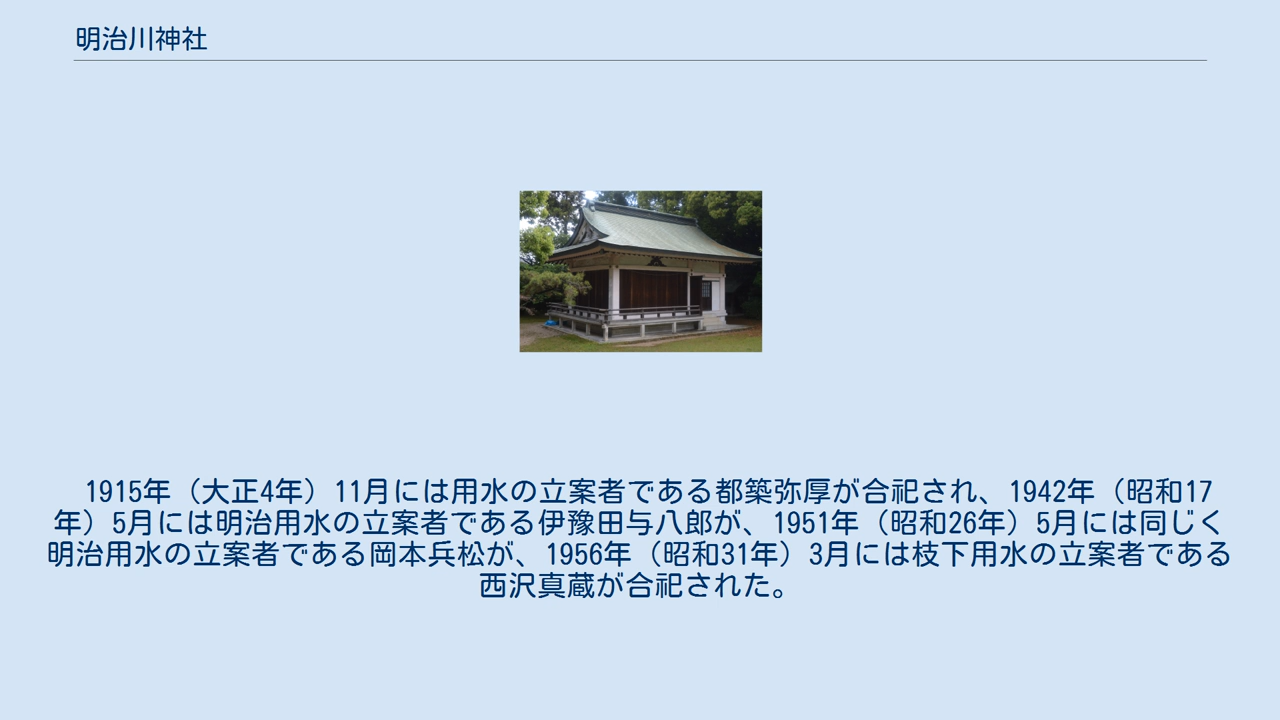 明治川神社
1915年（大正4年）11月には用水の立案者である都築弥厚が合祀され、1942年（昭和17
年）5月には明治用水の立案者である伊豫田与八郎が、1951年（昭和26年）5月には同じく
明治用水の立案者である岡本兵松が、1956年（昭和31年）3月には枝下用水の立案者である
西沢真蔵が合祀された。